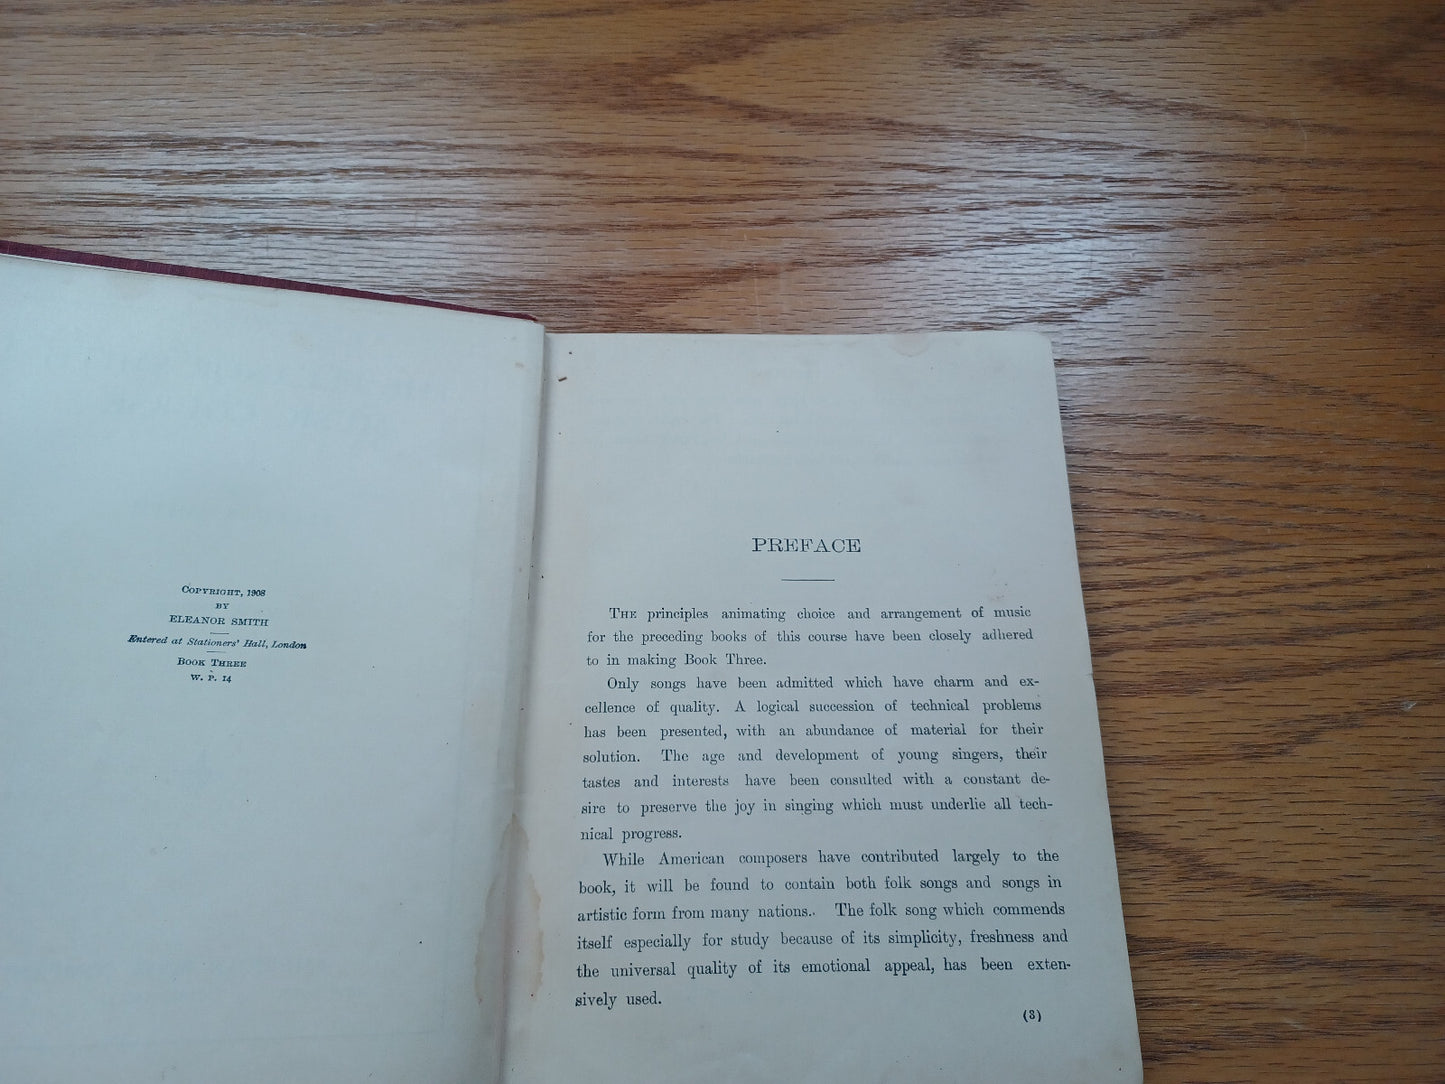 COPYRIGHT, 1908
BY
ELEANOR SMITH
Entered at Stationers' Hall, London
BOOK THREE
W. P. 14
PREFACE
THE principles animating choice and arrangement of music
for the preceding books of this course have been closely adhered
to in making Book Three.
Only songs have been admitted which have charm and ex-
cellence of quality. A logical succession of technical problems
has been presented, with an abundance of material for their
solution. The age and development of young singers, their
tastes and interests have been consulted with a constant de-
sire to preserve the joy in singing which must underlie all tech-
nical progress.
While American composers have contributed largely to the
book, it will be found to contain both folk songs and songs in
artistic form from many nations. The folk song which commends
itself especially for study because of its simplicity, freshness and
the universal quality of its emotional appeal, has been exten-
sively used.
(3)